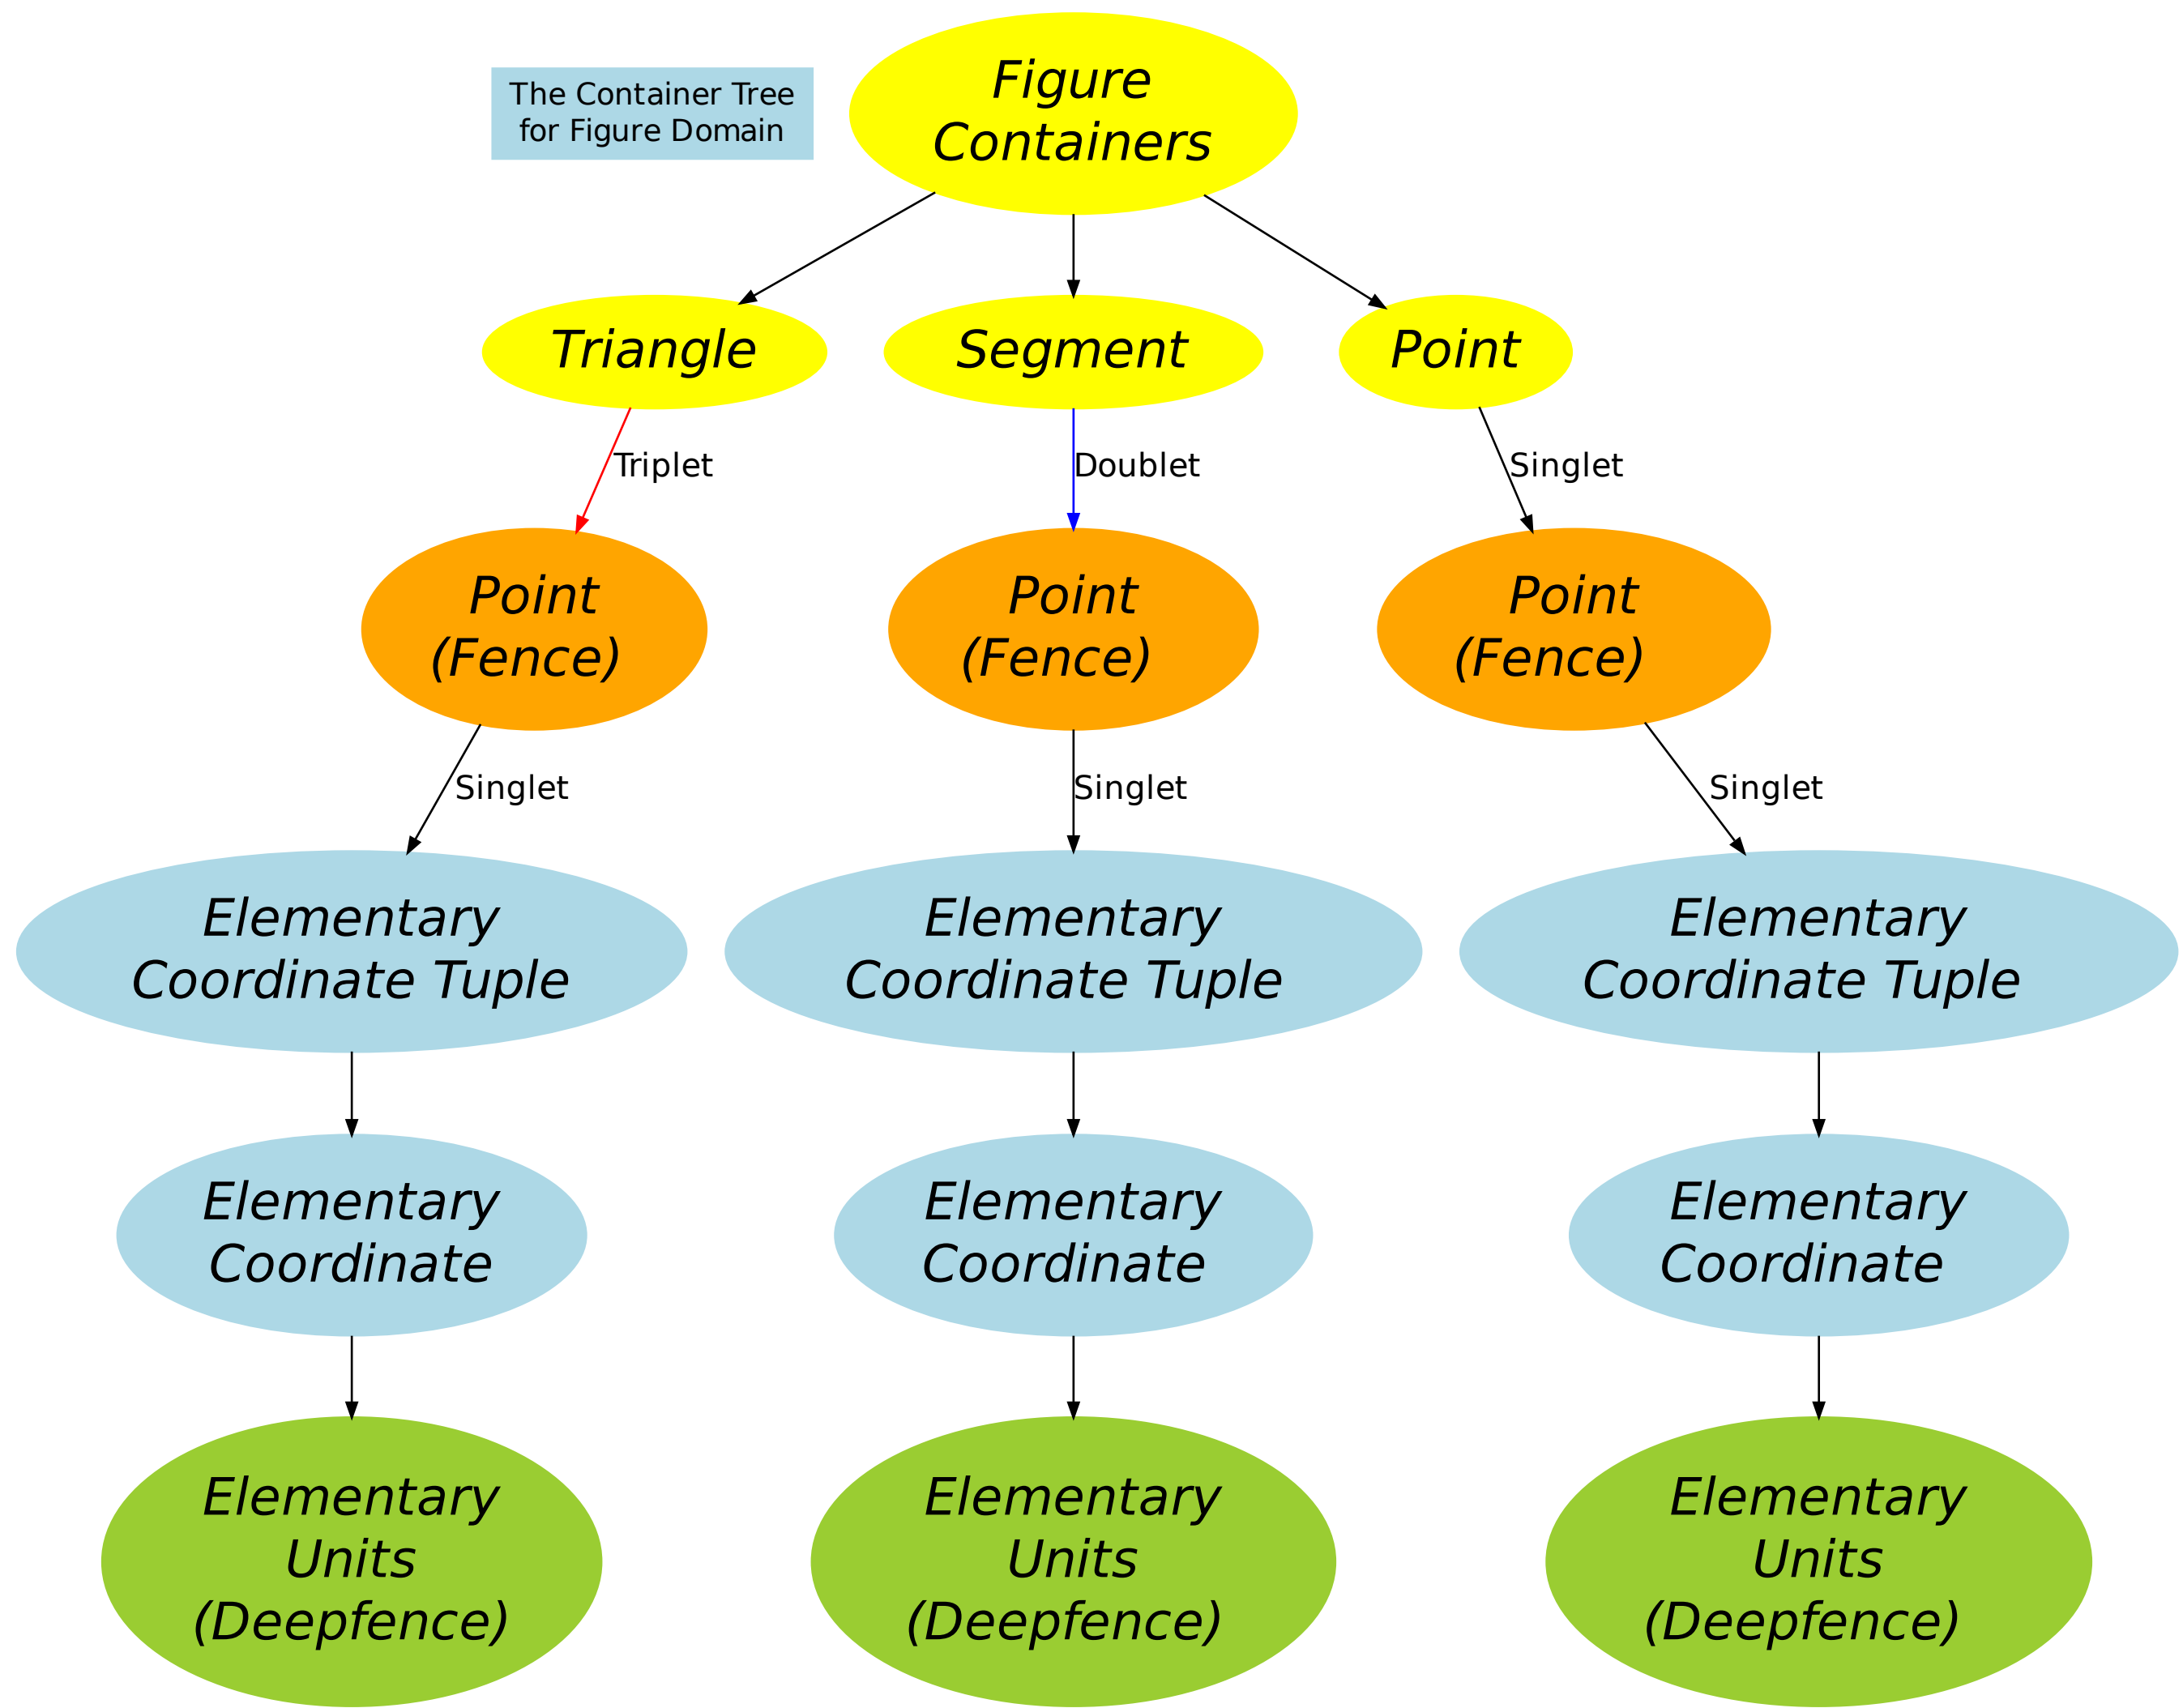 The Container Tree
for Figure Domain
Figure
Containers
Triangle
Segment
Point
Triplet
Doublet
Singlet
Point
(Fence)
Point
(Fence)
Point
(Fence)
Singlet
Singlet
Singlet
Elementary
Coordinate Tuple
Elementary
Coordinate Tuple
Elementary
Coordinate Tuple
Elementary
Coordinate
Elementary
Coordinate
Elementary
Coordinate
Elementary
Units
(Deepfence)
Elementary
Units
(Deepfence)
Elementary
Units
(Deepfence)